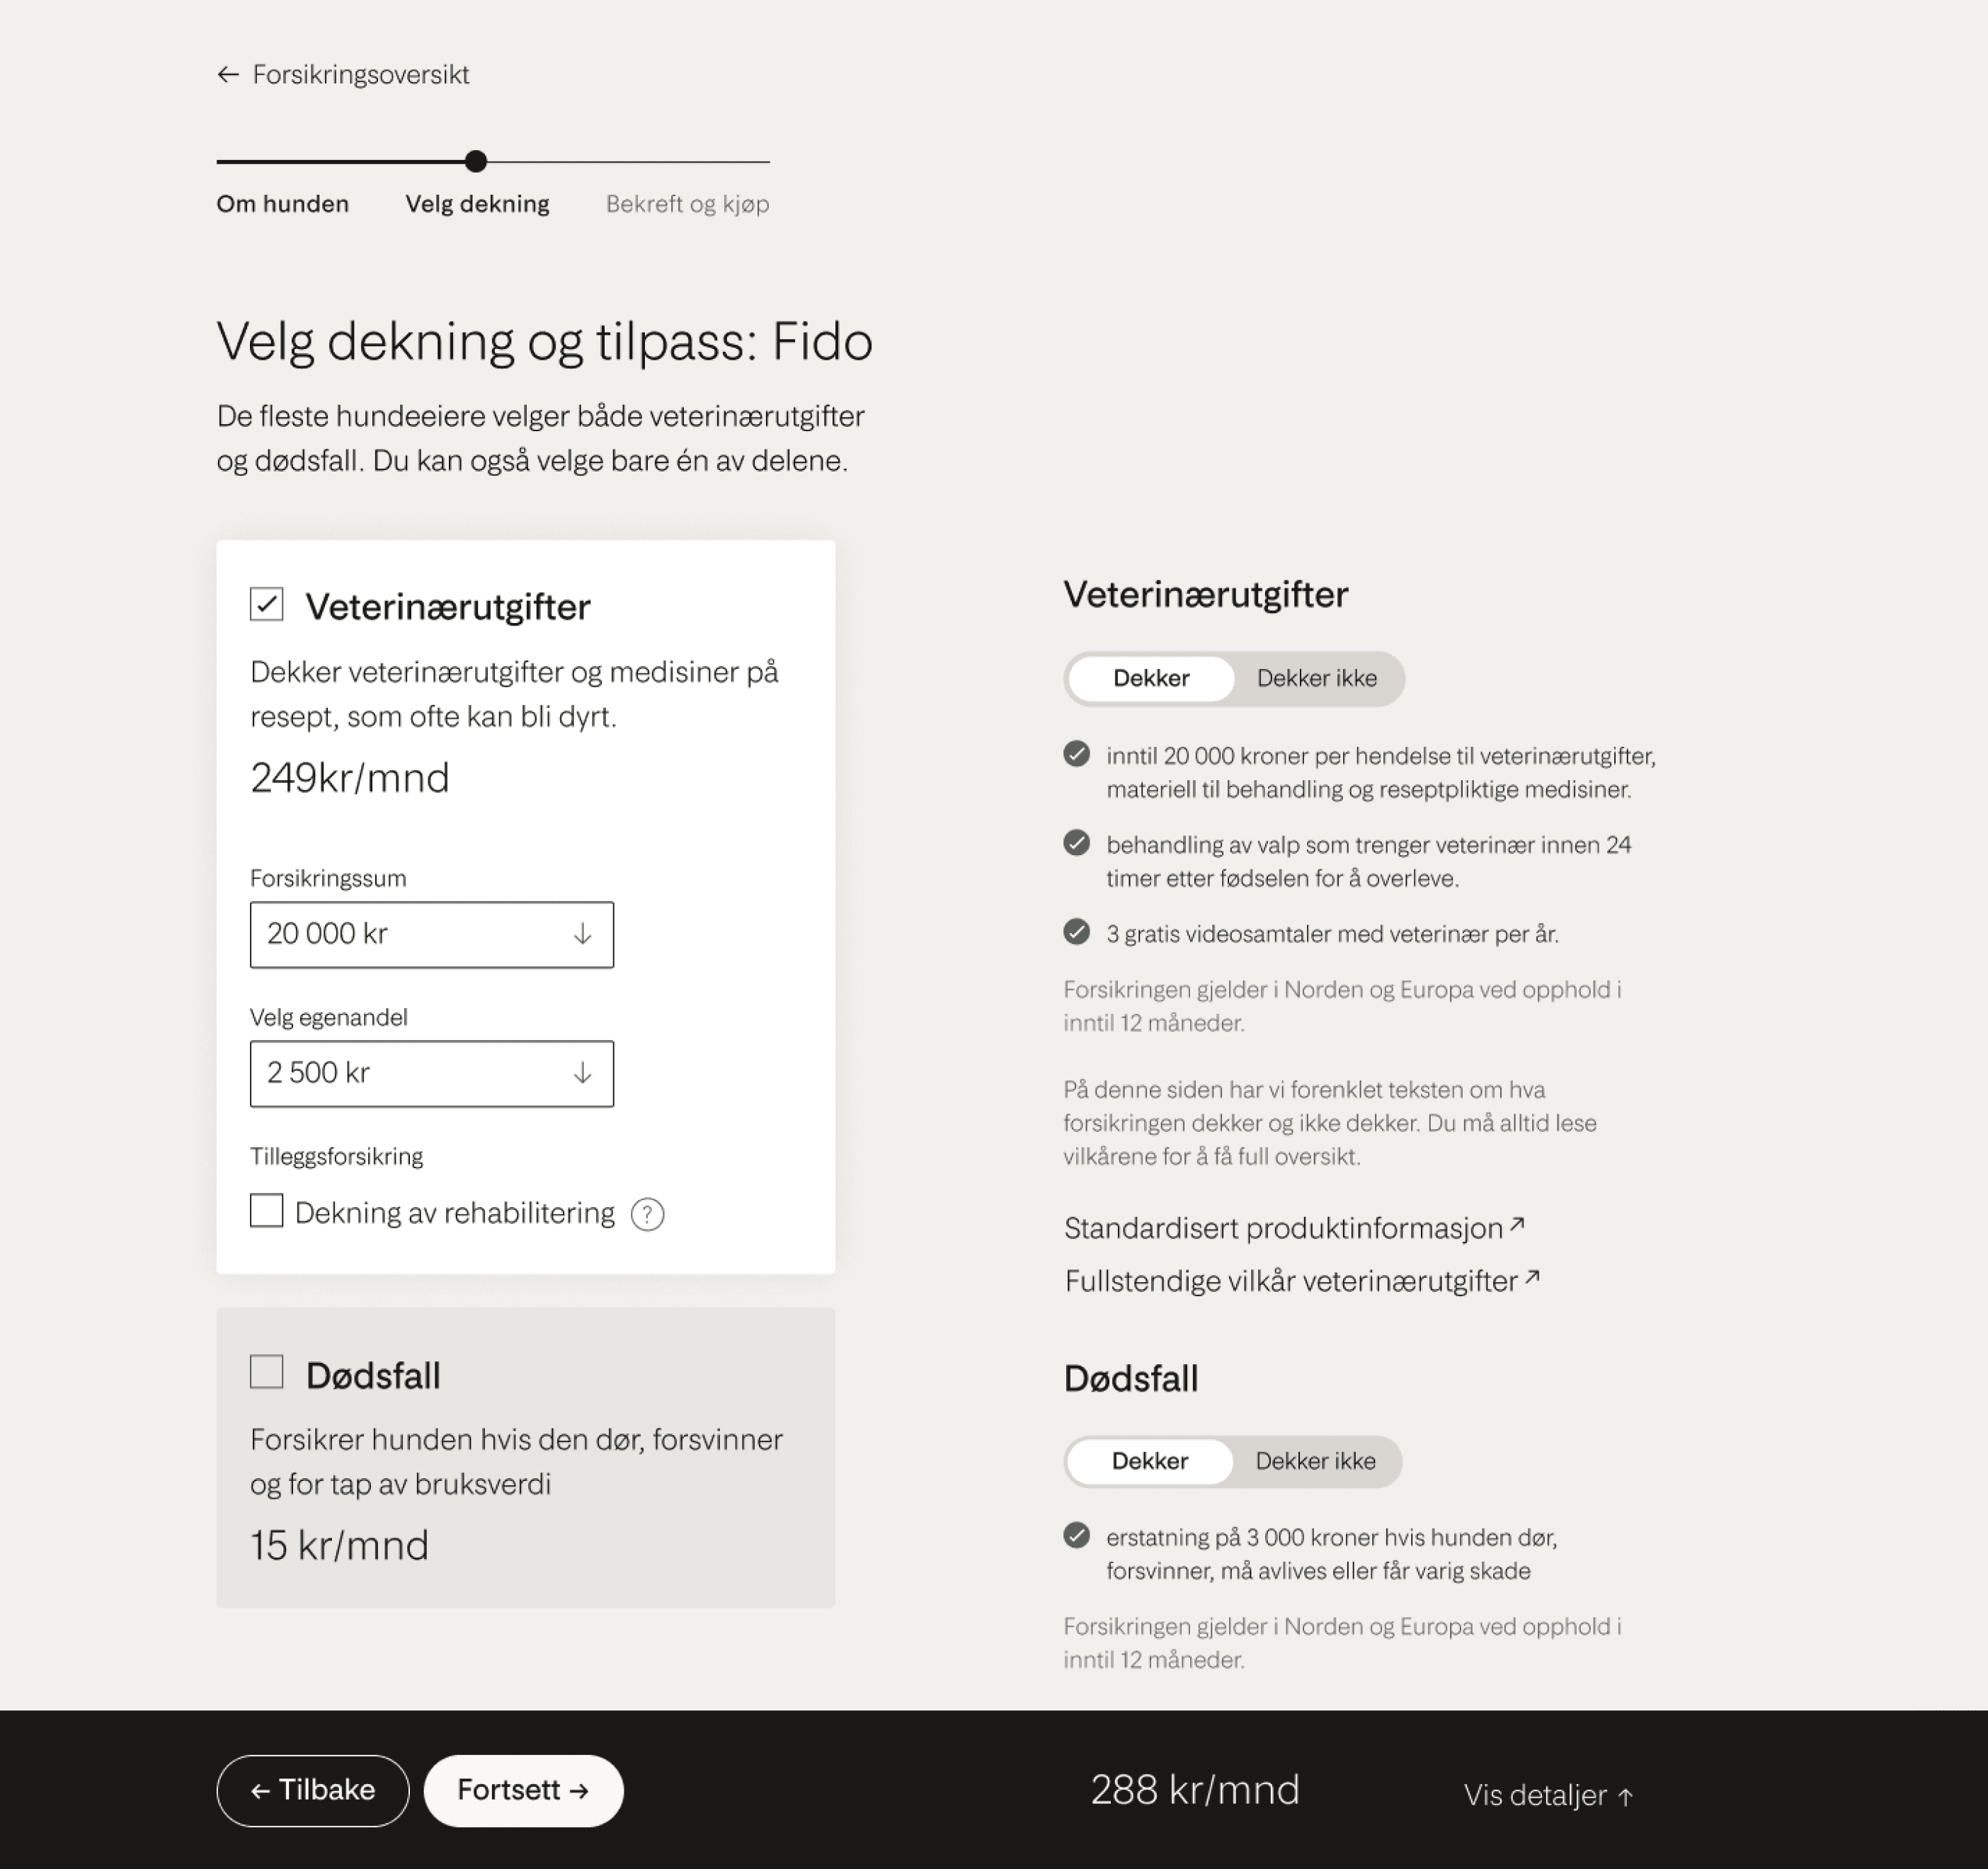 ← Forsikringsoversikt
Om hunden
Velg dekning
Bekreft og kjøp
Velg dekning og tilpass: Fido
De fleste hundeeiere velger både veterinærutgifter
og dødsfall. Du kan også velge bare én av delene.
Veterinærutgifter
Dekker veterinærutgifter og medisiner på
resept, som ofte kan bli dyrt.
249kr/mnd
Forsikringssum
20 000 kr ↓
Velg egenandel
2 500 kr ↓
Tilleggsforsikring
Dekning av rehabilitering ?
Dødsfall
Forsikrer hunden hvis den dør, forsvinner
og for tap av bruksverdi
15 kr/mnd
Veterinærutgifter
Dekker Dekker ikke
inntil 20 000 kroner per hendelse til veterinærutgifter,
materiell til behandling og reseptpliktige medisiner.
behandling av valp som trenger veterinær innen 24
timer etter fødselen for å overleve.
3 gratis videosamtaler med veterinær per år.
Forsikringen gjelder i Norden og Europa ved opphold i
inntil 12 måneder.
På denne siden har vi forenklet teksten om hva
forsikringen dekker og ikke dekker. Du må alltid lese
vilkårene for å få full oversikt.
Standardisert produktinformasjon ↗
Fullstendige vilkår veterinærutgifter ↗
Dødsfall
Dekker Dekker ikke
erstatning på 3 000 kroner hvis hunden dør,
forsvinner, må avlives eller får varig skade
Forsikringen gjelder i Norden og Europa ved opphold i
inntil 12 måneder.
← Tilbake
Fortsett →
288 kr/mnd
Vis detaljer ↑